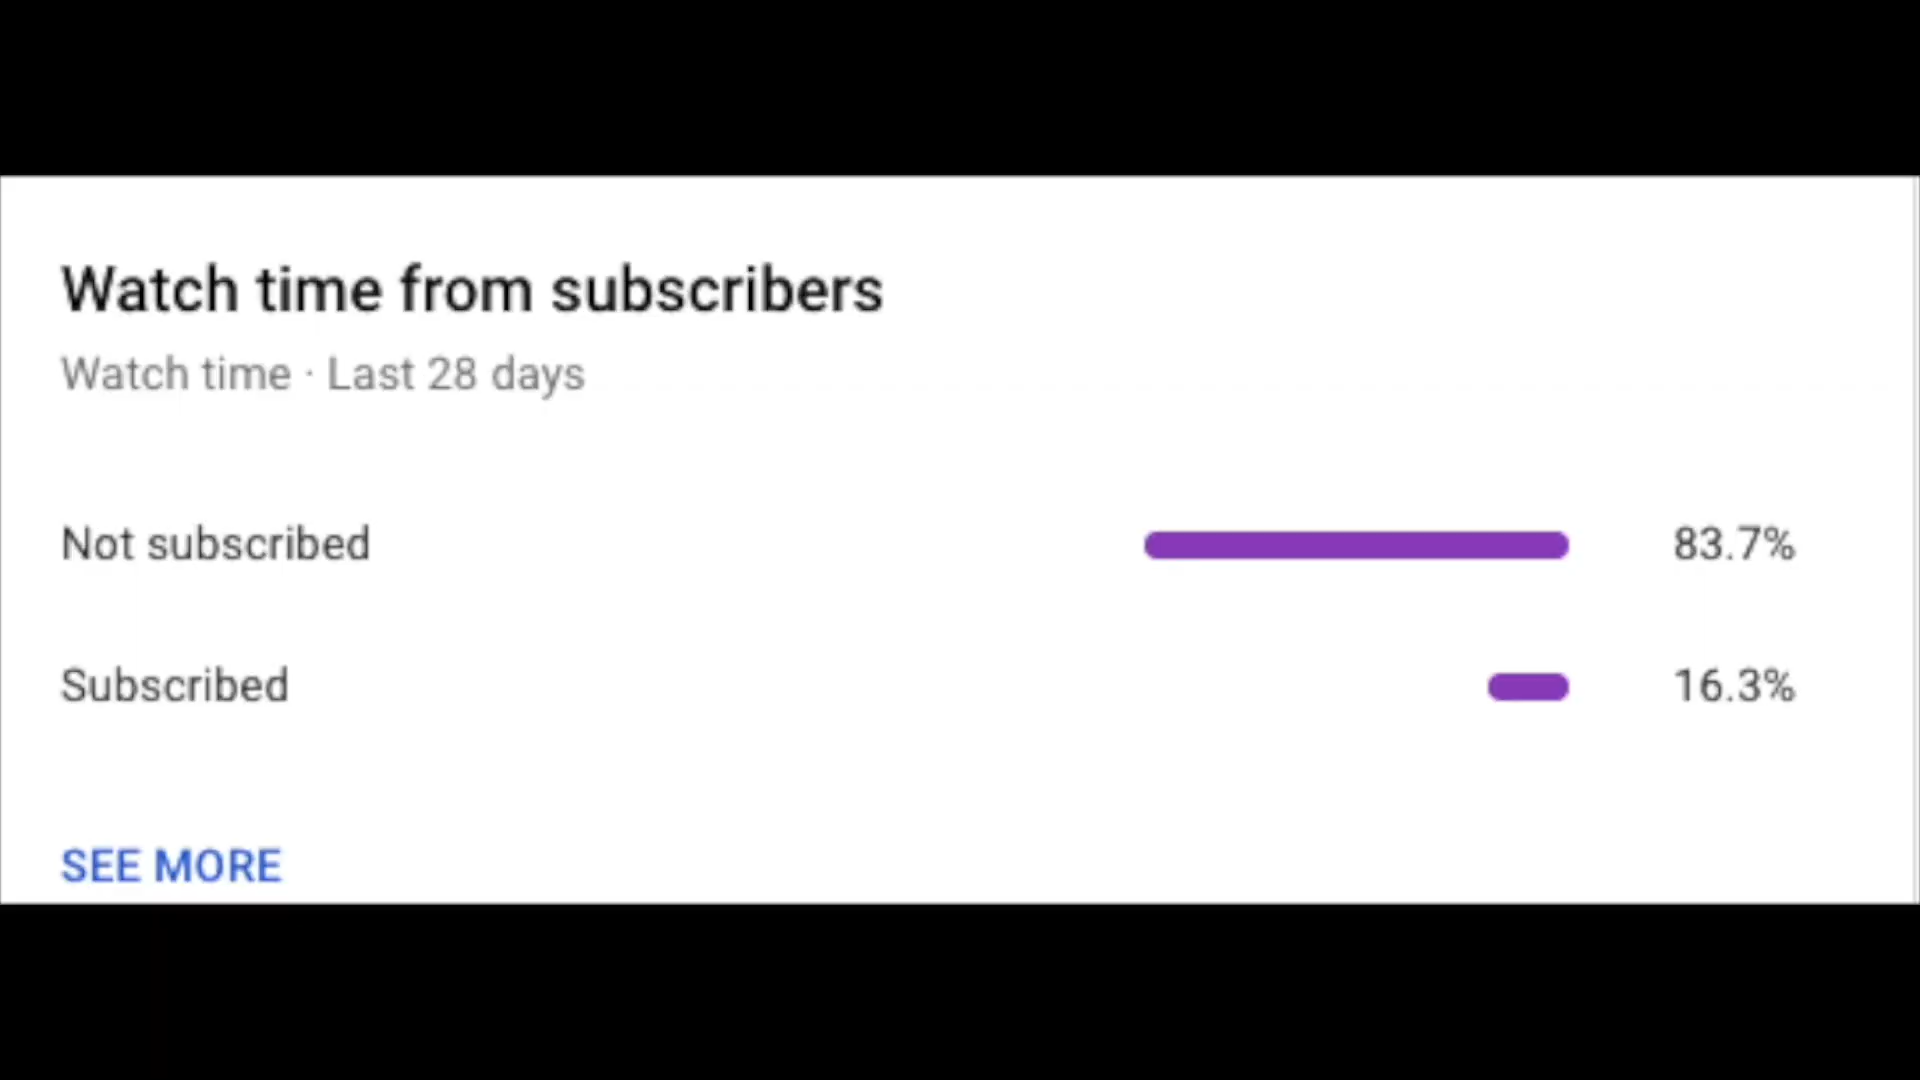 Watch time from subscribers
Watch time · Last 28 days
Not subscribed 83.7%
Subscribed 16.3%
SEE MORE